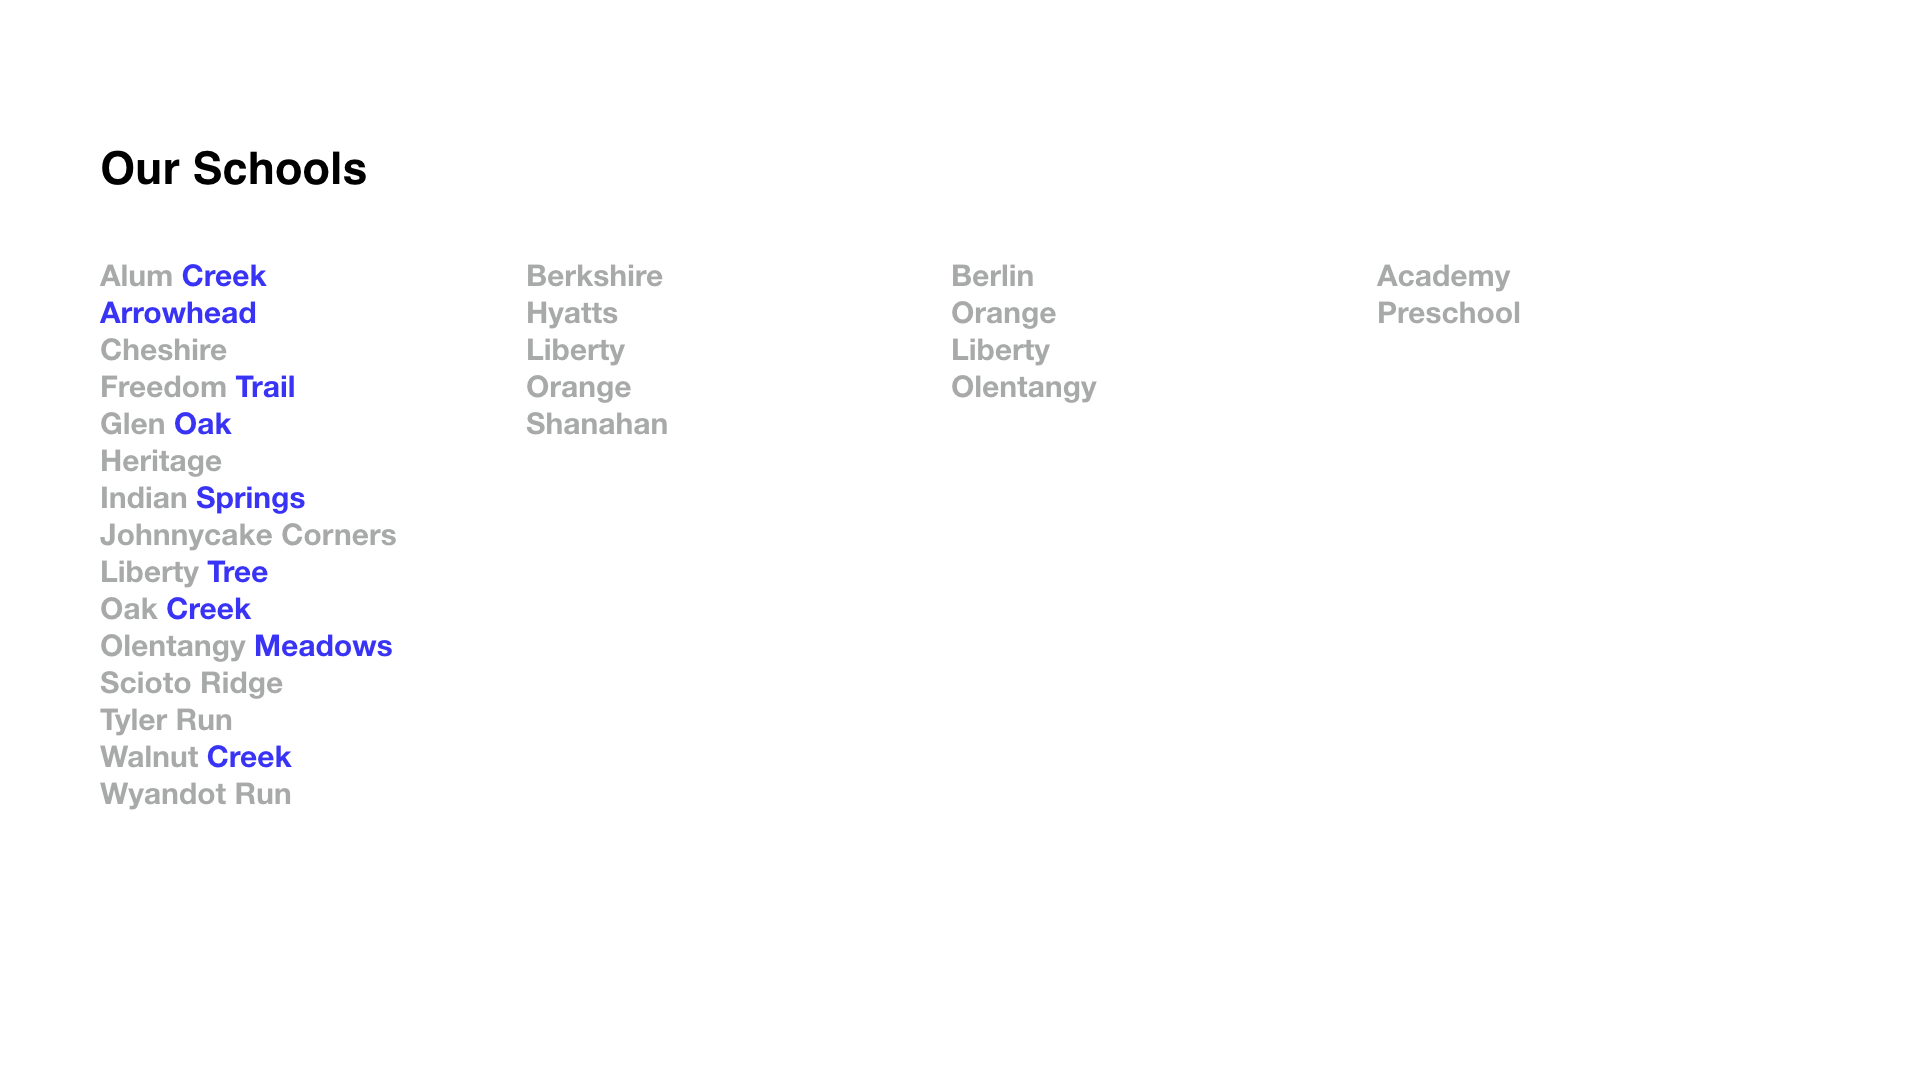 Our Schools
Alum Creek
Arrowhead
Cheshire
Freedom Trail
Glen Oak
Heritage
Indian Springs
Johnnycake Corners
Liberty Tree
Oak Creek
Olentangy Meadows
Scioto Ridge
Tyler Run
Walnut Creek
Wyandot Run
Berkshire
Hyatts
Liberty
Orange
Shanahan
Berlin
Orange
Liberty
Olentangy
Academy
Preschool